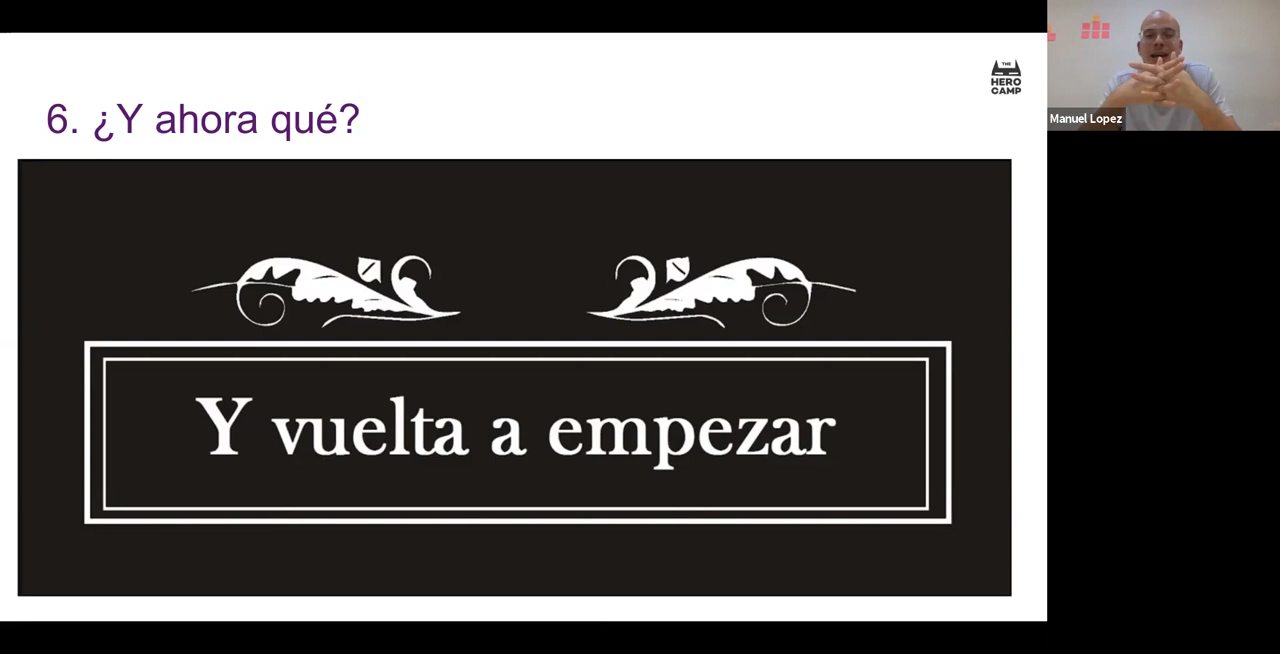 THE
HERO
CAMP
6. ¿Y ahora qué?
Y vuelta a empezar
Manuel Lopez